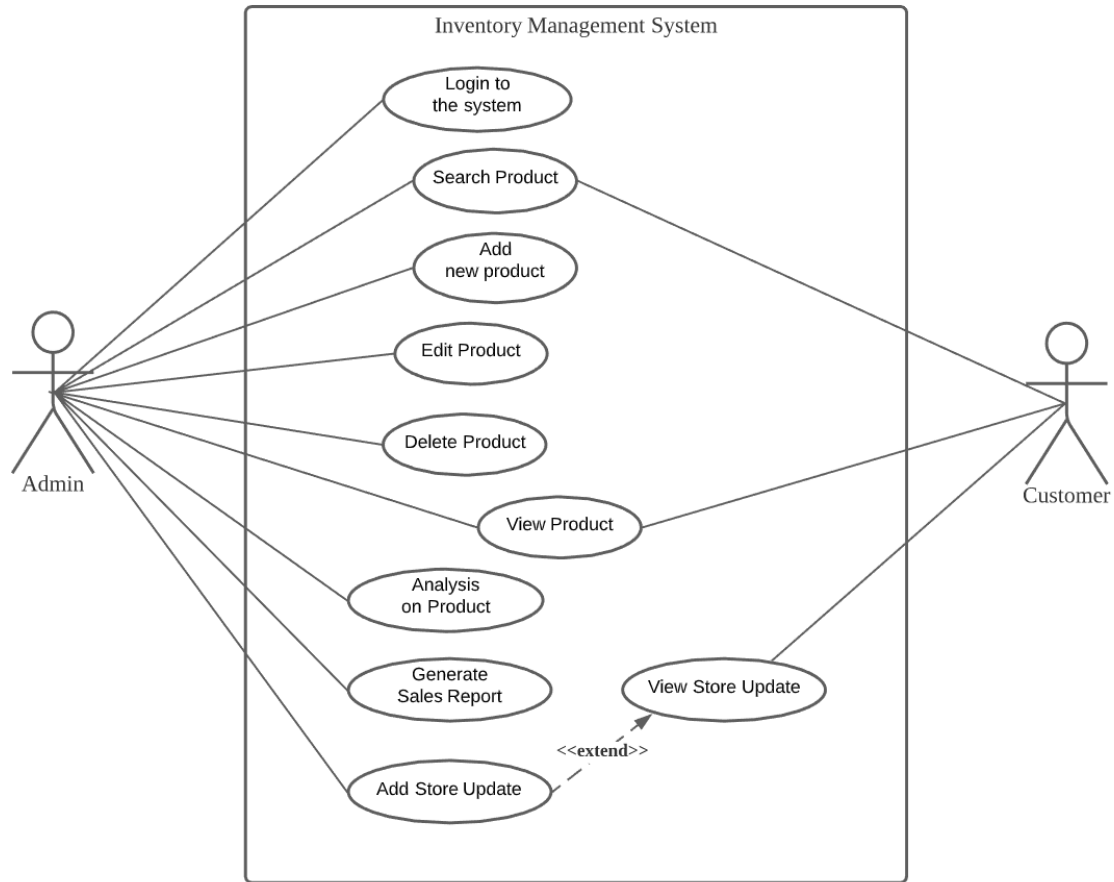 Inventory Management System
Login to
the system
Search Product
Add
new product
Edit Product
Delete Product
Admin
Customer
View Product
Analysis
on Product
Generate
Sales Report
View Store Update
<<extend>>
Add Store Update